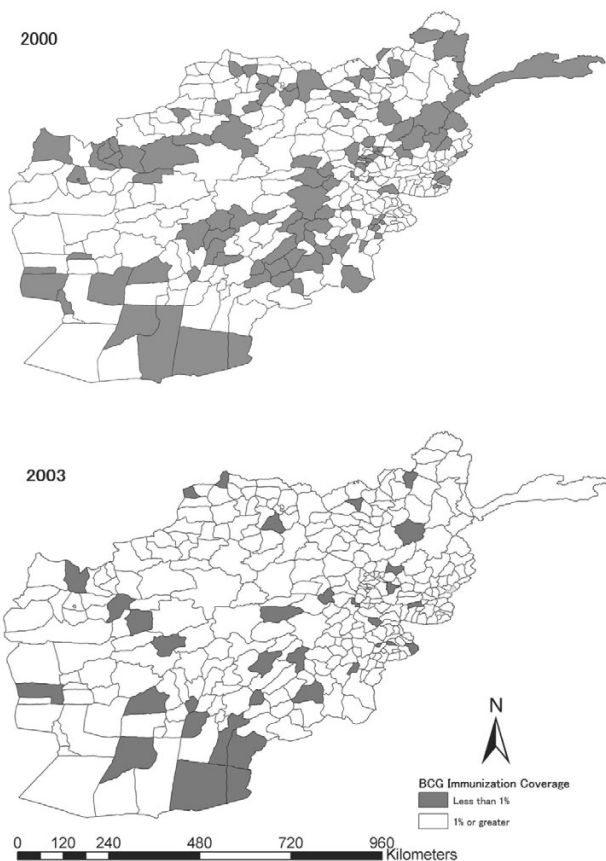 2000
2003
N
BCG Immunization Coverage
Less than 1%
1% or greater
0 120 240 480 720 960
Kilometers